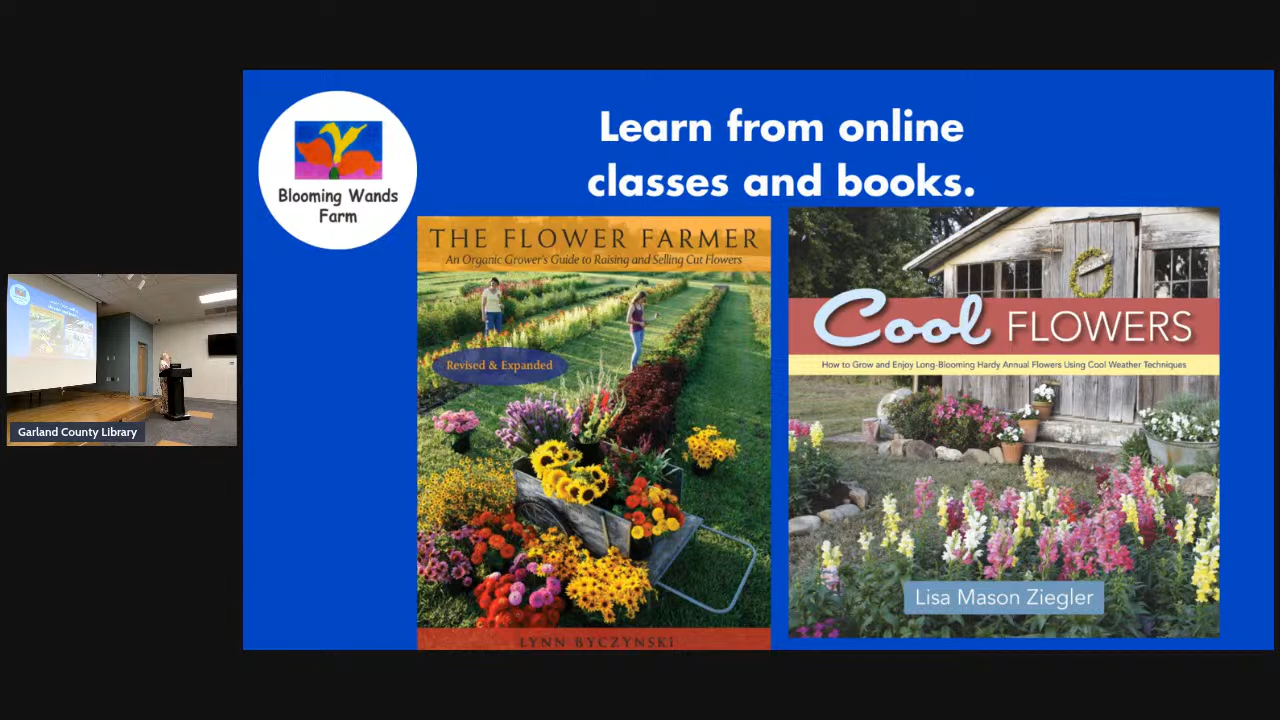 Learn from online
classes and books.
Blooming Wands
Farm
THE FLOWER FARMER
An Organic Grower's Guide to Raising and Selling Cut Flowers
Revised & Expanded
LYNN BYCZYNSKI
Cool FLOWERS
How to Grow and Enjoy Long-Blooming Hardy Annual Flowers Using Cool Weather Techniques
Lisa Mason Ziegler
Garland County Library